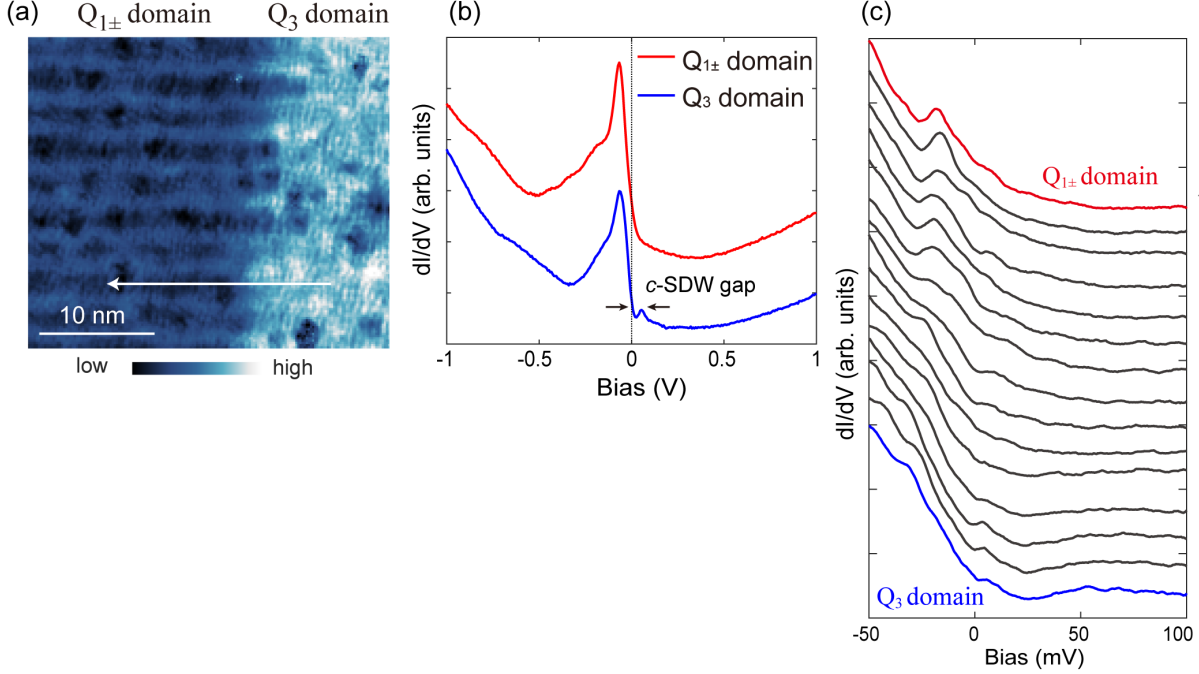 (a)
Q1± domain
Q3 domain
10 nm
low
high
(b)
Q1± domain
Q3 domain
c-SDW gap
dI/dV (arb. units)
-1
-0.5
0
0.5
1
Bias (V)
(c)
Q1± domain
Q3 domain
dI/dV (arb. units)
-50
0
50
100
Bias (mV)